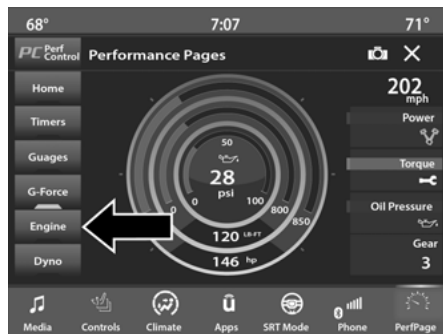 68°
7:07
71°
PC Perf Control
Performance Pages
Home
Timers
Guages
G-Force
Engine
Dyno
50
28
psi
0
100
0
800
850
120 LB-FT
146 hp
202
mph
Power
Torque
Oil Pressure
Gear
3
Media
Controls
Climate
Apps
SRT Mode
Phone
PerfPage